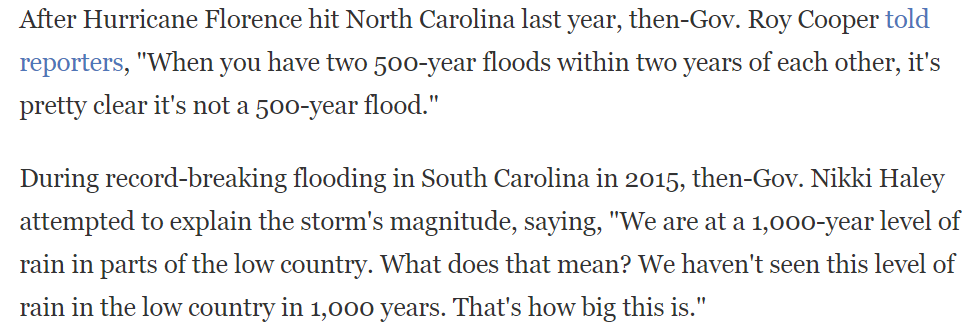 After Hurricane Florence hit North Carolina last year, then-Gov. Roy Cooper told
reporters, "When you have two 500-year floods within two years of each other, it's
pretty clear it's not a 500-year flood."
During record-breaking flooding in South Carolina in 2015, then-Gov. Nikki Haley
attempted to explain the storm's magnitude, saying, "We are at a 1,000-year level of
rain in parts of the low country. What does that mean? We haven't seen this level of
rain in the low country in 1,000 years. That's how big this is."